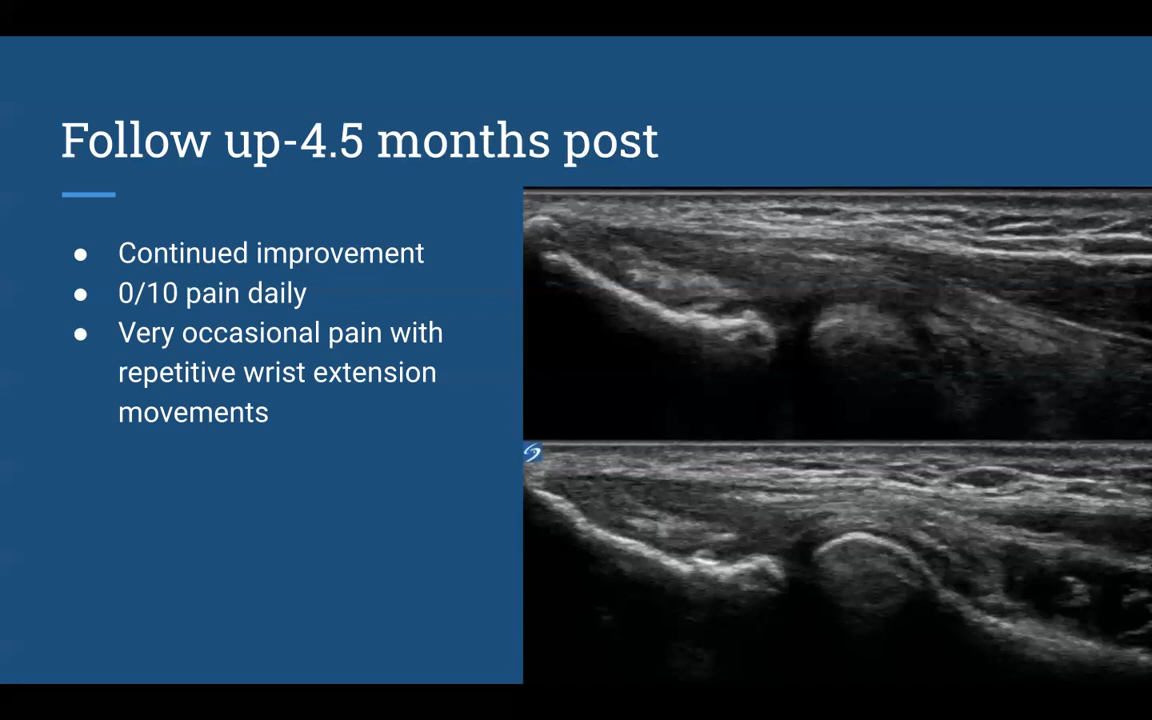 Follow up-4.5 months post
● Continued improvement
● 0/10 pain daily
● Very occasional pain with
repetitive wrist extension
movements